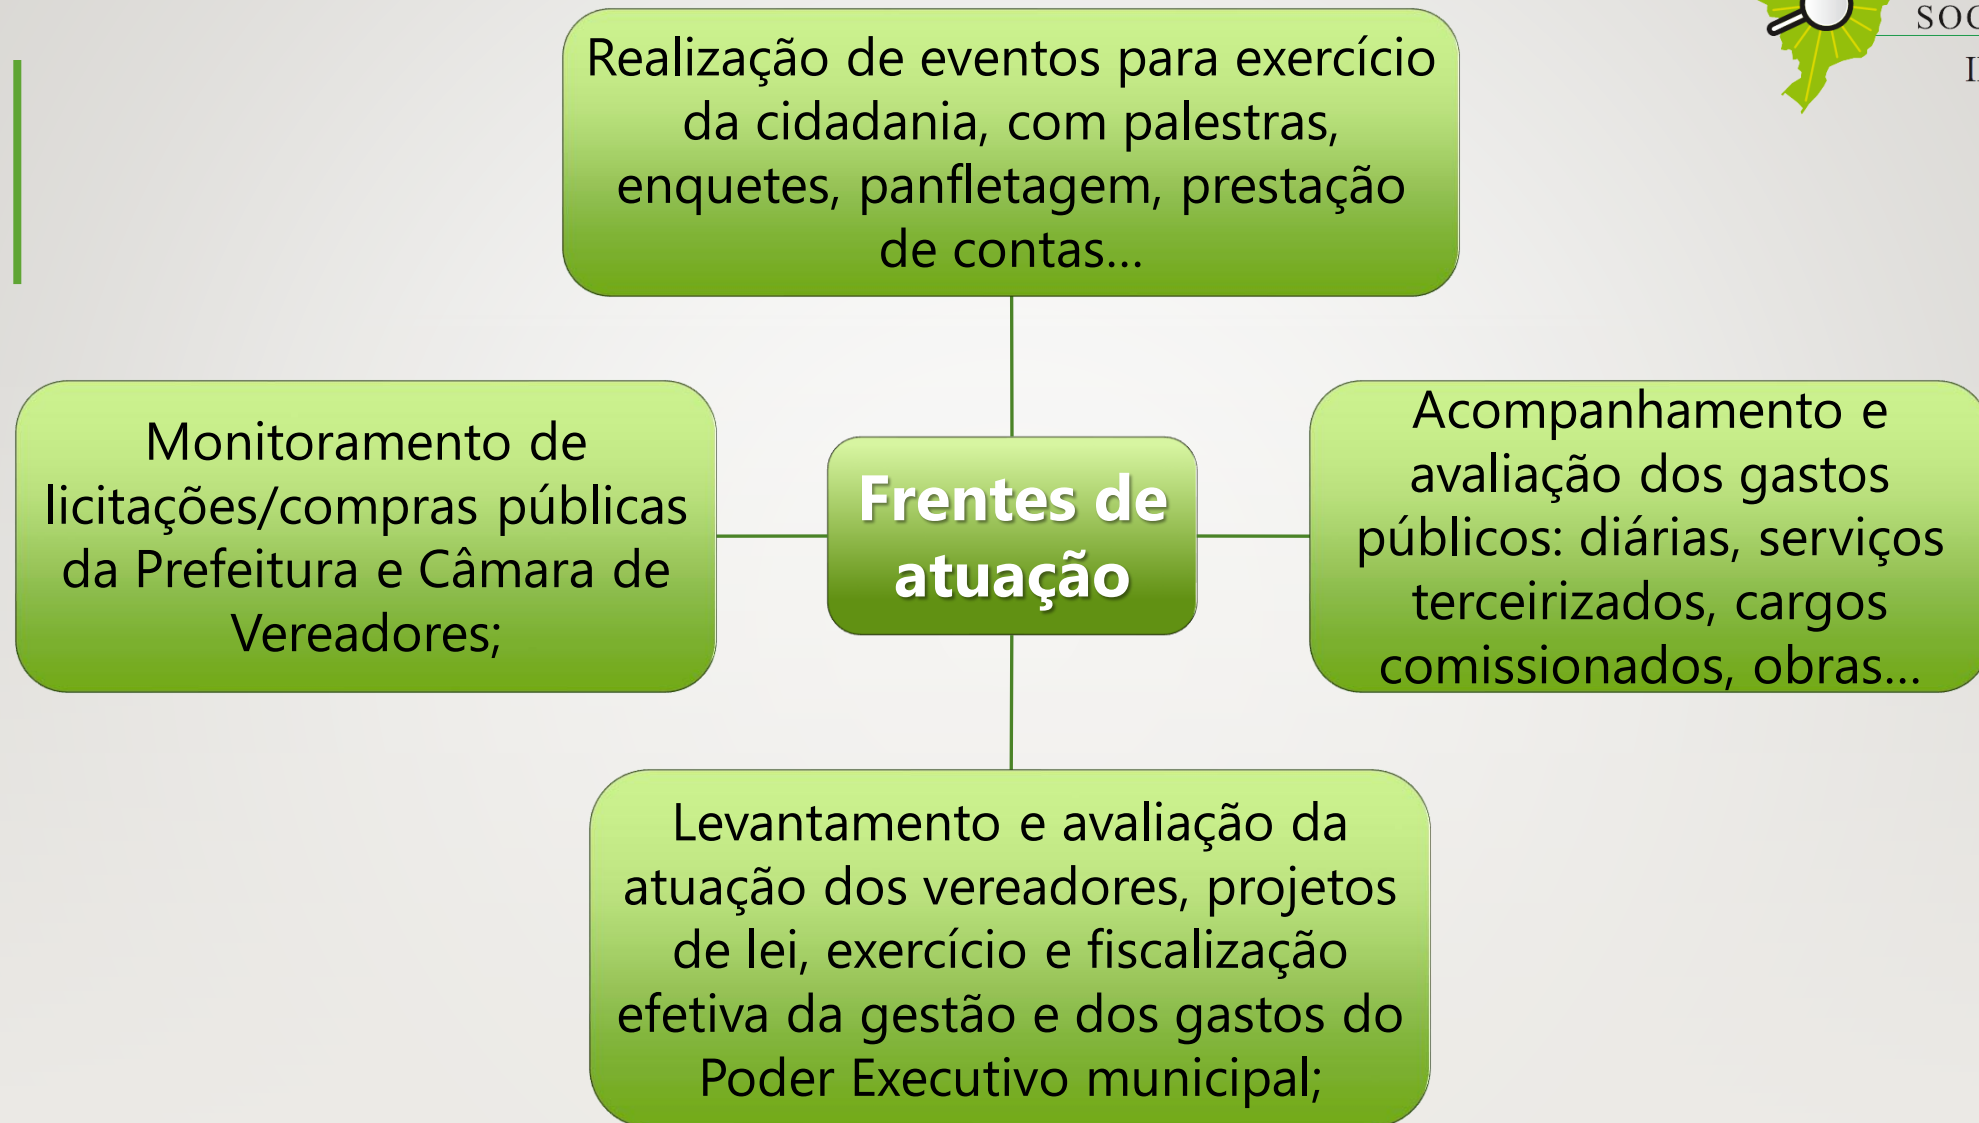 Realização de eventos para exercício
da cidadania, com palestras,
enquetes, panfletagem, prestação
de contas...
Monitoramento de
licitações/compras públicas
da Prefeitura e Câmara de
Vereadores;
Frentes de
atuação
Acompanhamento e
avaliação dos gastos
públicos: diárias, serviços
terceirizados, cargos
comissionados, obras...
Levantamento e avaliação da
atuação dos vereadores, projetos
de lei, exercício e fiscalização
efetiva da gestão e dos gastos do
Poder Executivo municipal;